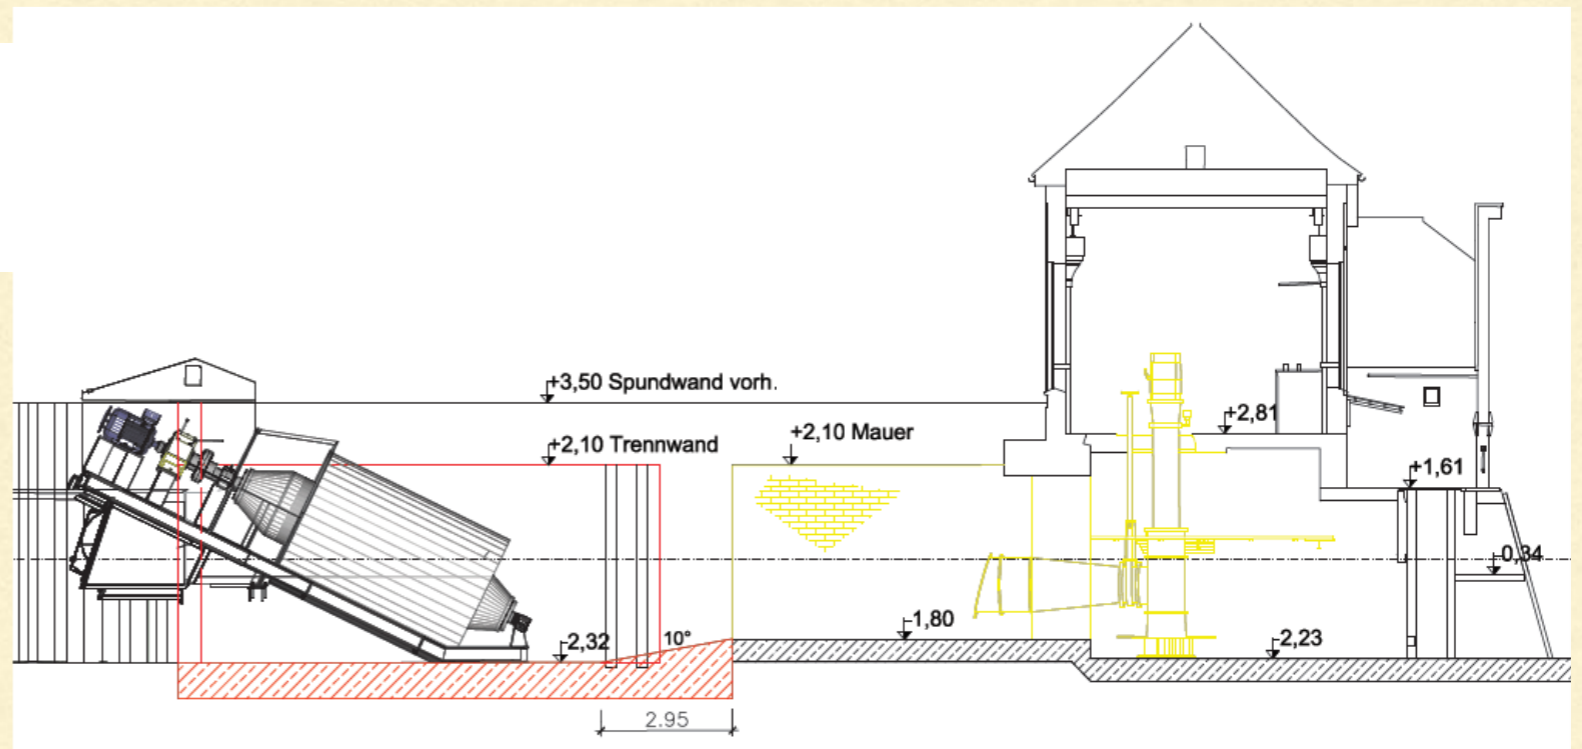 +3,50 Spundwand vorh.
+2,10 Trennwand
+2,10 Mauer
+2,81
+1,61
-0,34
-1,80
-2,32
10°
-2,23
2.95